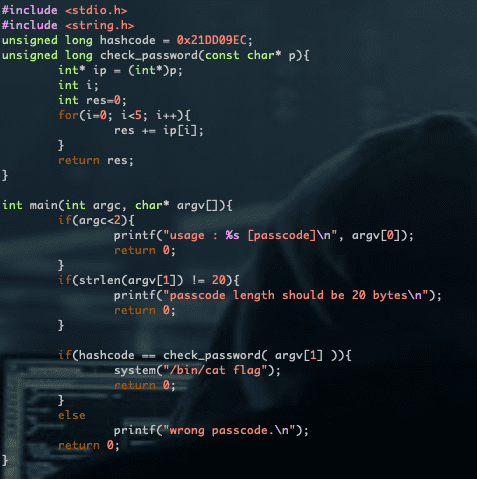 #include <stdio.h>
#include <string.h>
unsigned long hashcode = 0x21DD09EC;
unsigned long check_password(const char* p){
        int* ip = (int*)p;
        int i;
        int res=0;
        for(i=0; i<5; i++){
                res += ip[i];
        }
        return res;
}

int main(int argc, char* argv[]){
        if(argc<2){
                printf("usage : %s [passcode]\n", argv[0]);
                return 0;
        }
        if(strlen(argv[1]) != 20){
                printf("passcode length should be 20 bytes\n");
                return 0;
        }

        if(hashcode == check_password( argv[1] )){
                system("/bin/cat flag");
                return 0;
        }
        else
                printf("wrong passcode.\n");
        return 0;
}